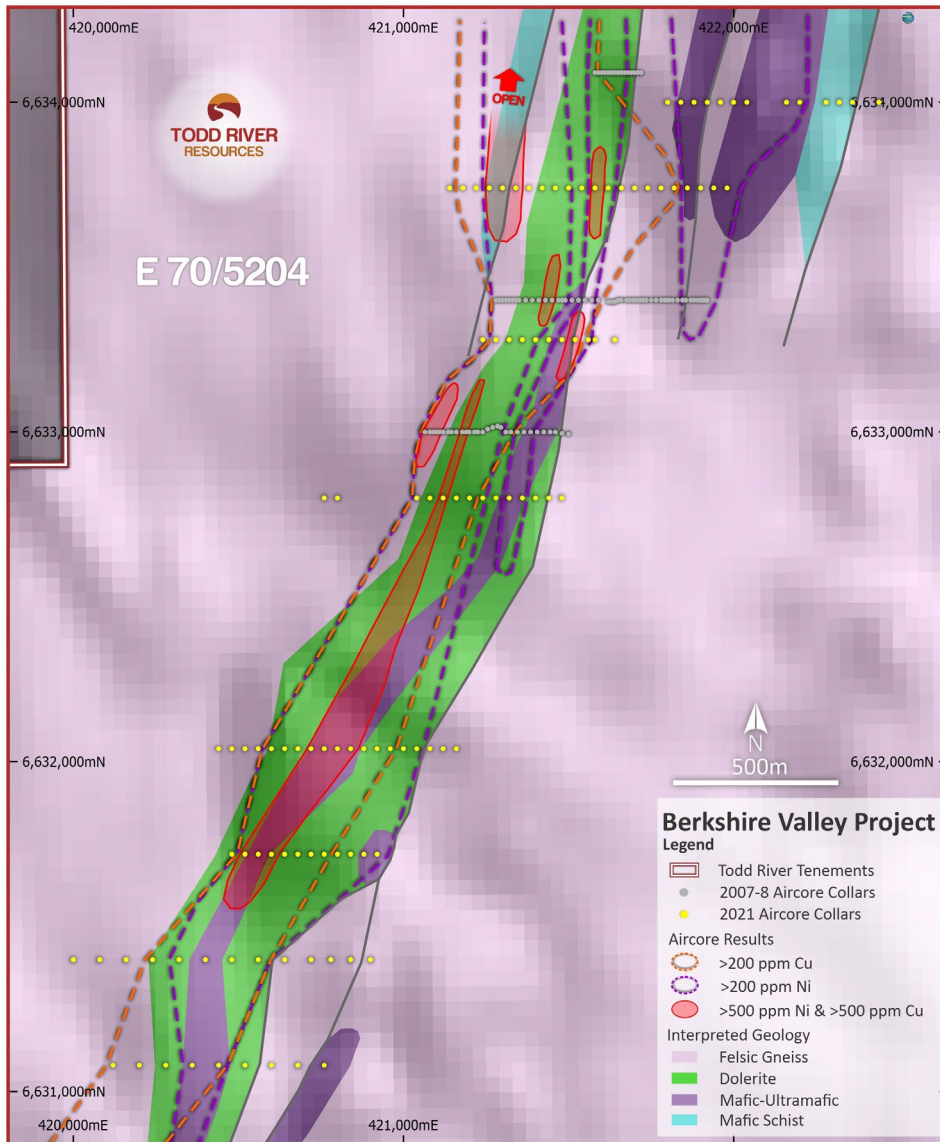 420,000mE
421,000mE
422,000mE
6,634,000mN
6,634,000mN
OPEN
TODD RIVER
RESOURCES
E 70/5204
6,633,000mN
6,633,000mN
N
500m
6,632,000mN
6,632,000mN
Berkshire Valley Project
Legend
Todd River Tenements
2007-8 Aircore Collars
2021 Aircore Collars
Aircore Results
>200 ppm Cu
>200 ppm Ni
>500 ppm Ni & >500 ppm Cu
Interpreted Geology
Felsic Gneiss
Dolerite
Mafic-Ultramafic
Mafic Schist
6,631,000mN
420,000mE
421,000mE